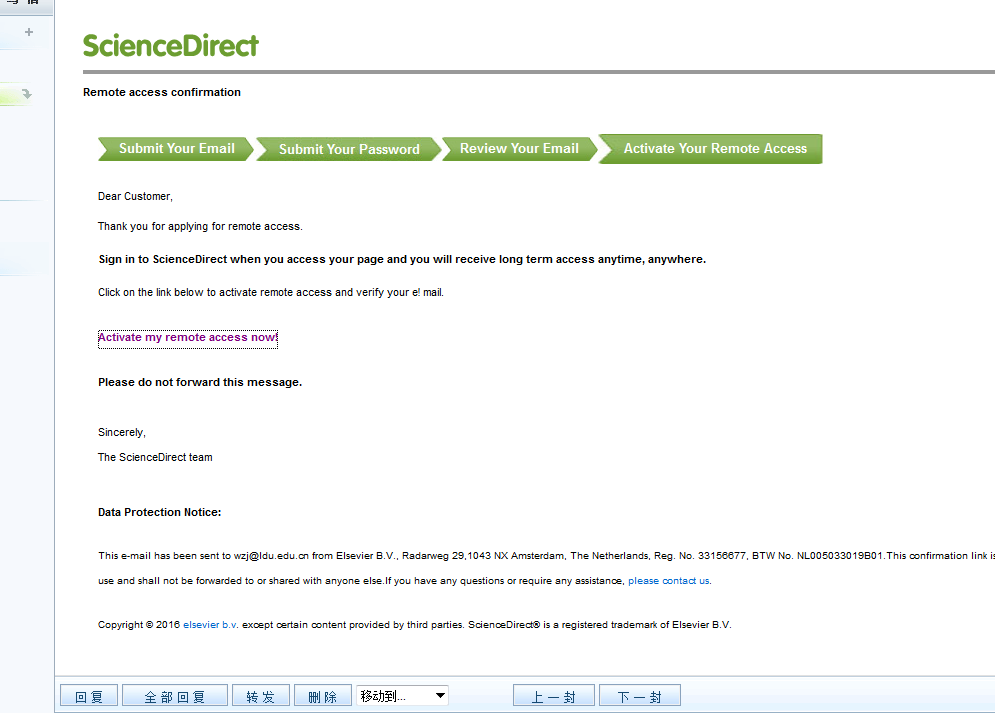 ScienceDirect
Remote access confirmation
Submit Your Email
Submit Your Password
Review Your Email
Activate Your Remote Access
Dear Customer,
Thank you for applying for remote access.
Sign in to ScienceDirect when you access your page and you will receive long term access anytime, anywhere.
Click on the link below to activate remote access and verify your e! mail.
Activate my remote access now!
Please do not forward this message.
Sincerely,
The ScienceDirect team
Data Protection Notice:
This e-mail has been sent to wzj@ldu.edu.cn from Elsevier B.V., Radarweg 29,1043 NX Amsterdam, The Netherlands, Reg. No. 33156677, BTW No. NL005033019B01.This confirmation link is
use and shall not be forwarded to or shared with anyone else.If you have any questions or require any assistance, please contact us.
Copyright © 2016 elsevier b.v. except certain content provided by third parties. ScienceDirect® is a registered trademark of Elsevier B.V.
回复 全部回复 转发 删除 移动到... 上一封 下一封